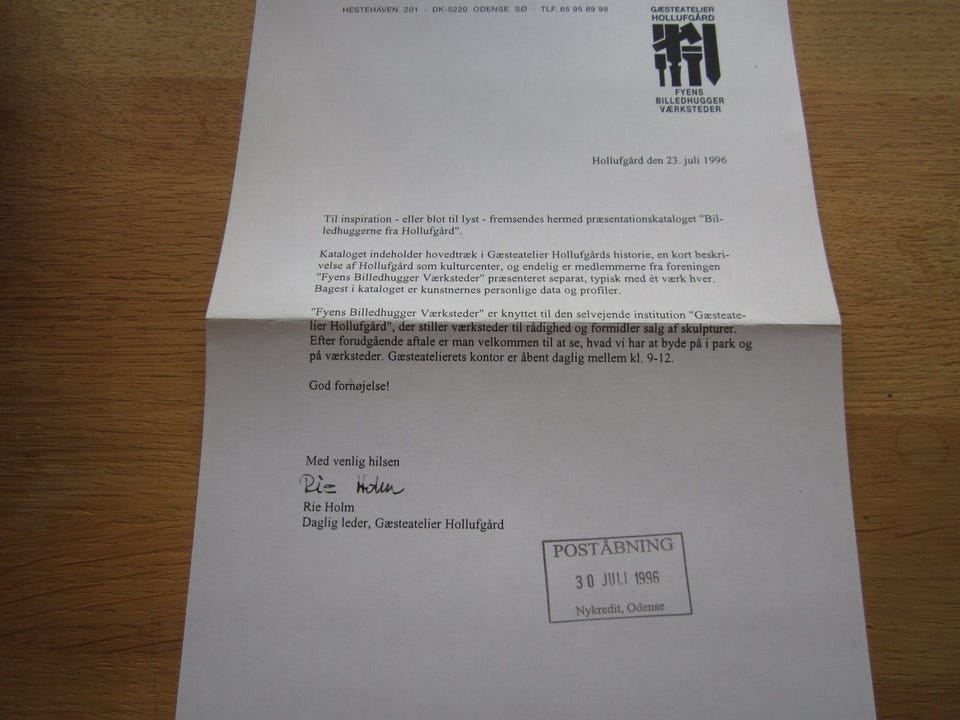 HESTEHAVEN 201 · DK-5220 ODENSE SØ · TLF. 65 95 89 98
GÆSTEATELIER
HOLLUFGÅRD
FYENS
BILLEDHUGGER
VÆRKSTEDER
Hollufgård den 23. juli 1996
Til inspiration - eller blot til lyst - fremsendes hermed præsentationskataloget "Bil-
ledhuggerne fra Hollufgård".
Kataloget indeholder hovedtræk i Gæsteatelier Hollufgårds historie, en kort beskri-
velse af Hollufgård som kulturcenter, og endelig er medlemmerne fra foreningen
"Fyens Billedhugger Værksteder" præsenteret separat, typisk med ét værk hver.
Bagest i kataloget er kunstnernes personlige data og profiler.
"Fyens Billedhugger Værksteder" er knyttet til den selvejende institution "Gæsteate-
lier Hollufgård", der stiller værksteder til rådighed og formidler salg af skulpturer.
Efter forudgående aftale er man velkommen til at se, hvad vi har at byde på i park og
på værksteder. Gæsteatelierets kontor er åbent daglig mellem kl. 9-12.
God fornøjelse!
Med venlig hilsen
Rie Holm
Rie Holm
Daglig leder, Gæsteatelier Hollufgård
POSTÅBNING
30 JULI 1996
Nykredit, Odense